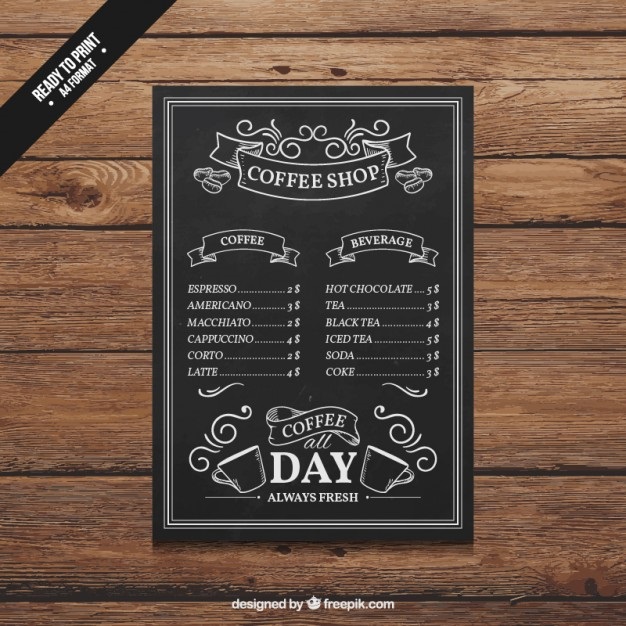 READY TO PRINT
A4 FORMAT
COFFEE SHOP
COFFEE
ESPRESSO..............2 $
AMERICANO..........3 $
MACCHIATO..........2 $
CAPPUCCINO........4 $
CORTO...................2 $
LATTE.....................4 $
BEVERAGE
HOT CHOCOLATE....5 $
TEA..........................3 $
BLACK TEA..............4 $
ICED TEA.................5 $
SODA.......................3 $
COKE.......................3 $
COFFEE
all
DAY
ALWAYS FRESH
designed by freepik.com